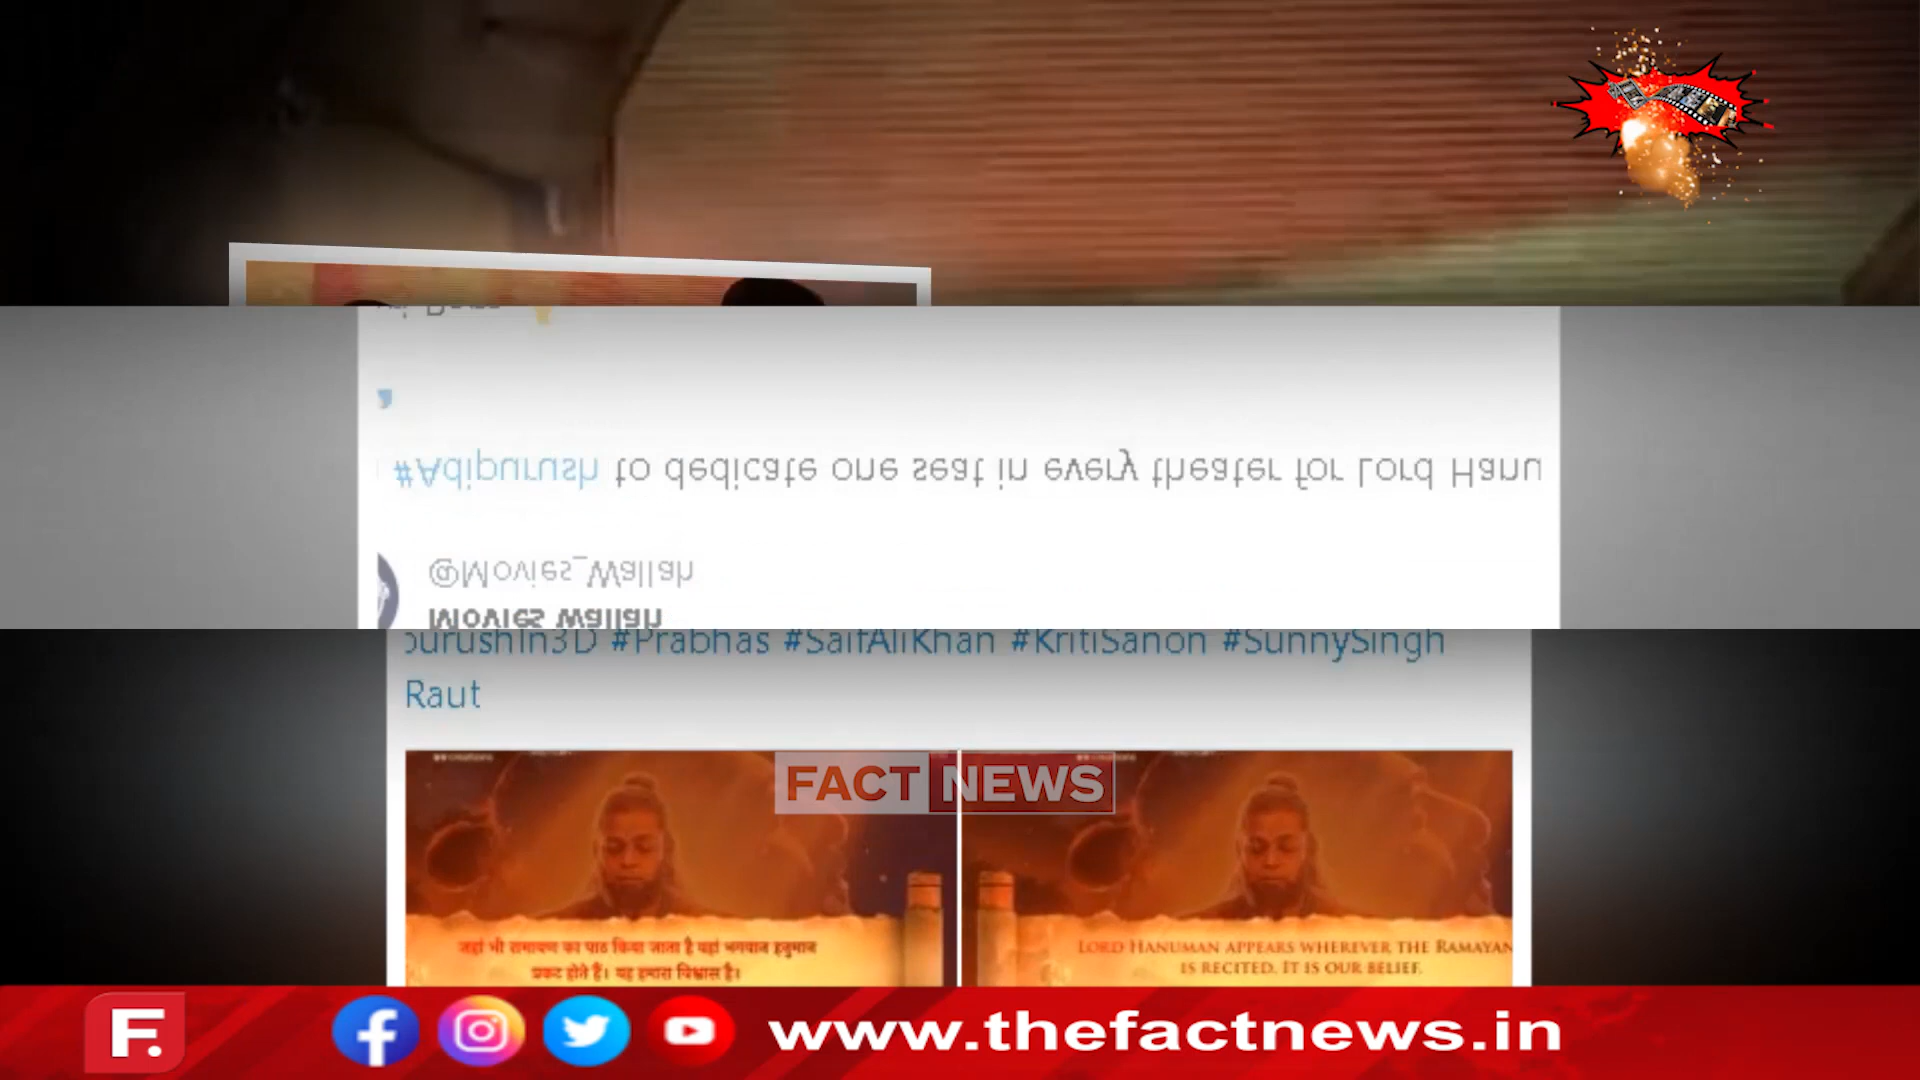 #Adipurush to dedicate one seat in every theater for Lord Hanu
@Movies_Wallah
Movies Wallah
urushIn3D #Prabhas #SaifAliKhan #KritiSanon #SunnySingh
Raut
FACT NEWS
जहां भी रामायण का पाठ किया जाता है वहां भगवान हनुमान
प्रकट होते हैं। यह हमारा विश्वास है।
LORD HANUMAN APPEARS WHEREVER THE RAMAYAN
IS RECITED. IT IS OUR BELIEF.
F.
www.thefactnews.in